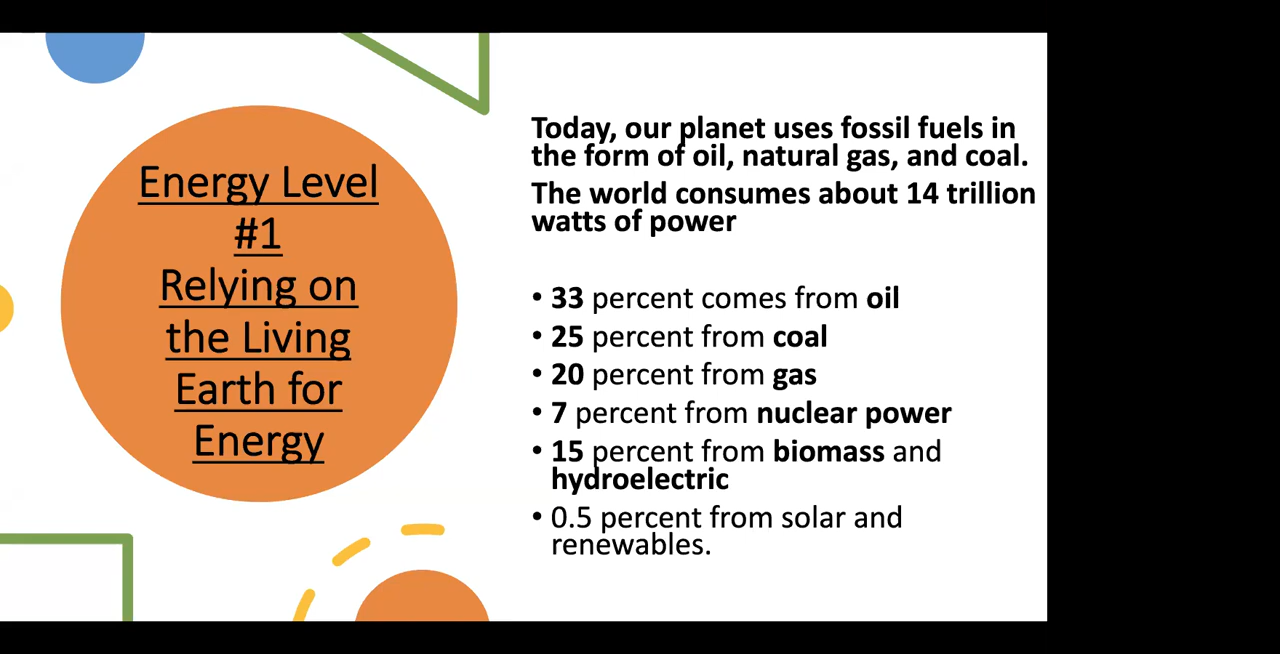 Energy Level
#1
Relying on
the Living
Earth for
Energy
Today, our planet uses fossil fuels in
the form of oil, natural gas, and coal.
The world consumes about 14 trillion
watts of power
• 33 percent comes from oil
• 25 percent from coal
• 20 percent from gas
• 7 percent from nuclear power
• 15 percent from biomass and
hydroelectric
• 0.5 percent from solar and
renewables.